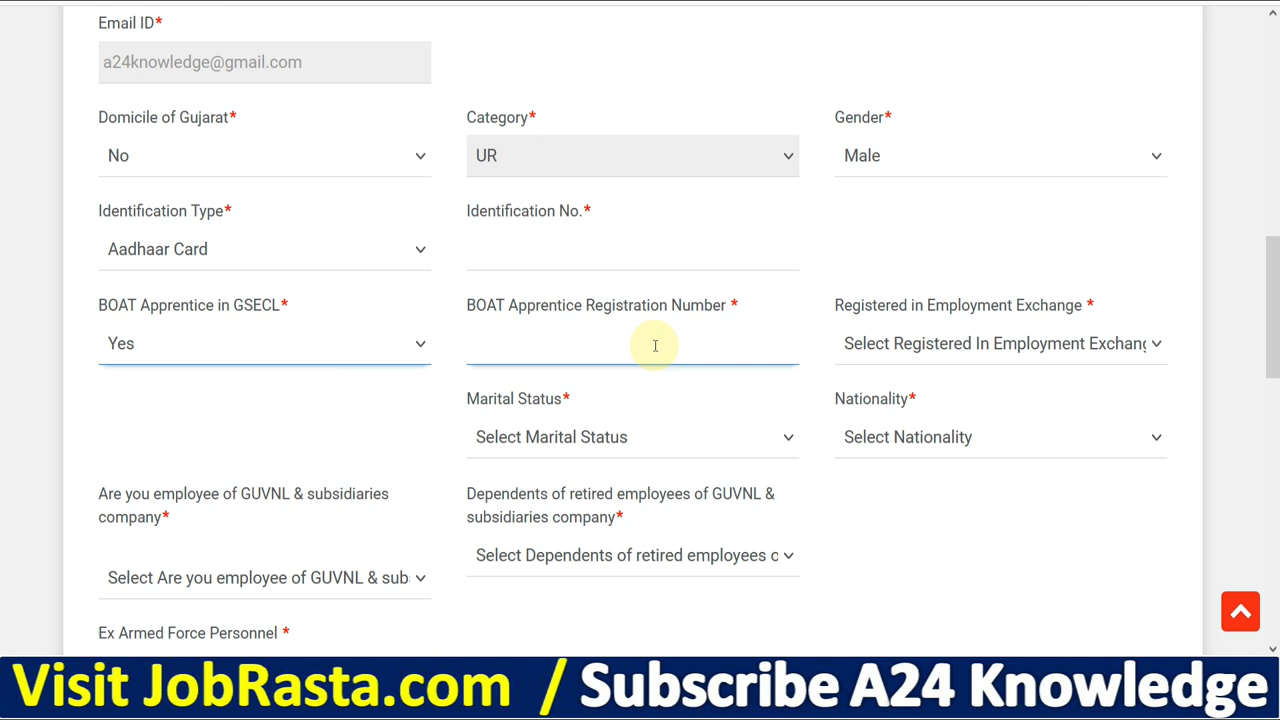 Email ID*
a24knowledge@gmail.com
Domicile of Gujarat*
Category*
Gender*
No
UR
Male
Identification Type*
Identification No.*
Aadhaar Card
BOAT Apprentice in GSECL*
BOAT Apprentice Registration Number *
Registered in Employment Exchange *
Yes
Select Registered In Employment Exchang
Marital Status*
Nationality*
Select Marital Status
Select Nationality
Are you employee of GUVNL & subsidiaries
company*
Dependents of retired employees of GUVNL &
subsidiaries company*
Select Are you employee of GUVNL & sub
Select Dependents of retired employees o
Ex Armed Force Personnel *
Visit JobRasta.com / Subscribe A24 Knowledge